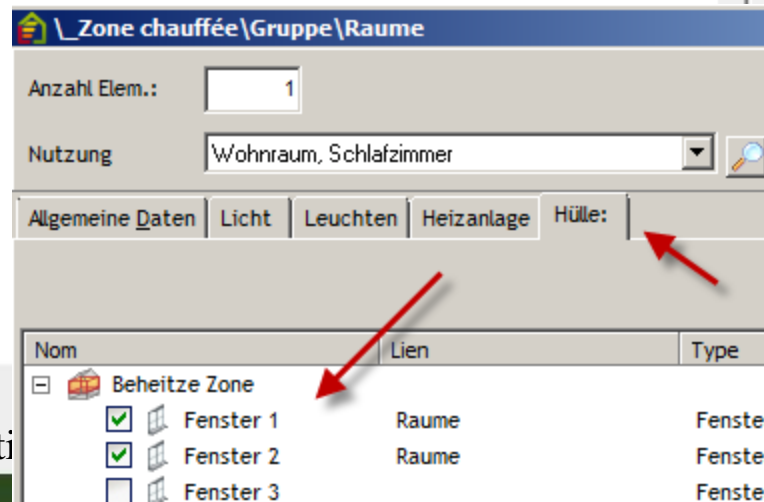 \_Zone chauffée\Gruppe\Raume
Anzahl Elem.: 1
Nutzung Wohnraum, Schlafzimmer
Allgemeine Daten Licht Leuchten Heizanlage Hülle:
Nom Lien Type
Beheitze Zone
Fenster 1 Raume Fenste
Fenster 2 Raume Fenste
Fenster 3 Fenste